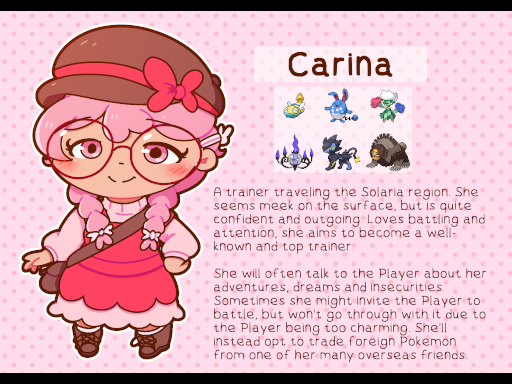 Carina
A trainer traveling the Solaria region. She
seems meek on the surface, but is quite
confident and outgoing. Loves battling and
attention, she aims to become a well-
known and top trainer.
She will often talk to the Player about her
adventures, dreams and insecurities.
Sometimes she might invite the Player to
battle, but won't go through with it due to
the Player being too charming. She'll
instead opt to trade foreign Pokemon
from one of her many overseas friends.